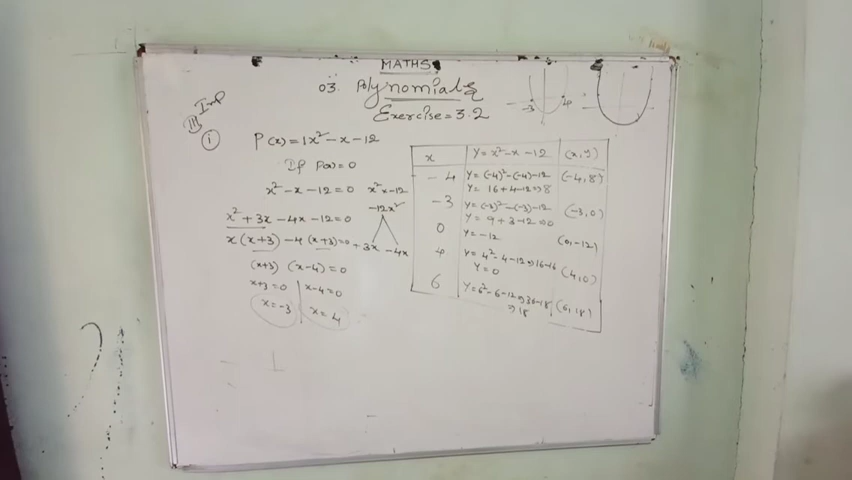 MATHS
03. Polynomials
Exercise = 3.2
Imp
III
i
P(x) = 1x² - x - 12
If P(x) = 0
x² - x - 12 = 0
x² + 3x - 4x - 12 = 0
x(x+3) - 4(x+3) = 0
(x+3) (x-4) = 0
x+3 = 0 | x-4 = 0
x = -3 | x = 4
-12x²
+3x -4x
-3 4
x | Y = x² - x - 12 | (x, y)
-4 | Y = (-4)² - (-4) - 12 | (-4, 8)
Y = 16 + 4 - 12 ⇒ 8
-3 | Y = (-3)² - (-3) - 12 | (-3, 0)
Y = 9 + 3 - 12 ⇒ 0
0 | Y = -12 | (0, -12)
4 | Y = 4² - 4 - 12 ⇒ 16 - 16 | (4, 0)
Y = 0
6 | Y = 6² - 6 - 12 ⇒ 36 - 18 | (6, 18)
⇒ 18